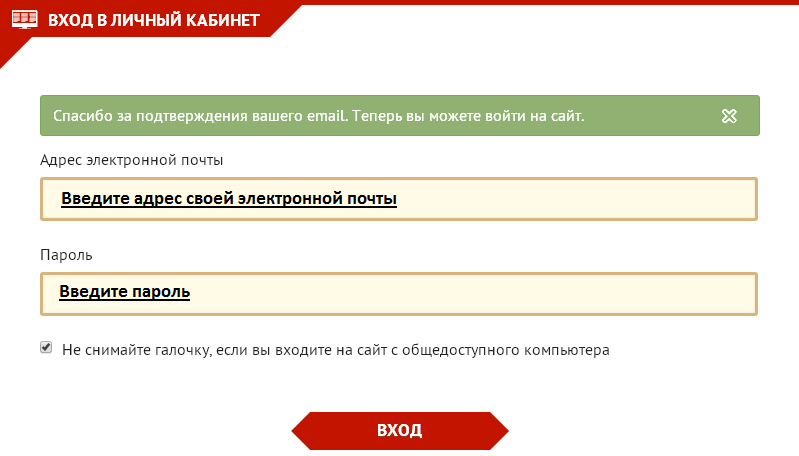 ВХОД В ЛИЧНЫЙ КАБИНЕТ
Спасибо за подтверждения вашего email. Теперь вы можете войти на сайт.
Адрес электронной почты
Введите адрес своей электронной почты
Пароль
Введите пароль
Не снимайте галочку, если вы входите на сайт с общедоступного компьютера
ВХОД